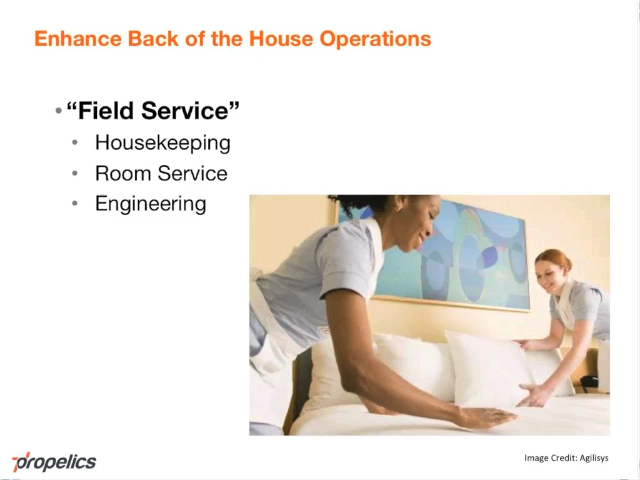 Enhance Back of the House Operations
• “Field Service”
• Housekeeping
• Room Service
• Engineering
propelics
Image Credit: Agilisys